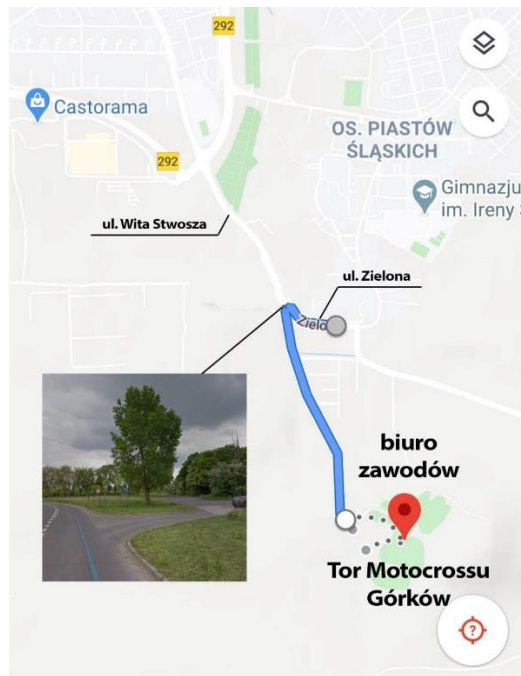 292
Castorama
OS. PIASTÓW
ŚLĄSKICH
292
Gimnazju
im. Ireny
ul. Wita Stwosza
ul. Zielona
Zielo
biuro
zawodów
Tor Motocrossu
Górków
?